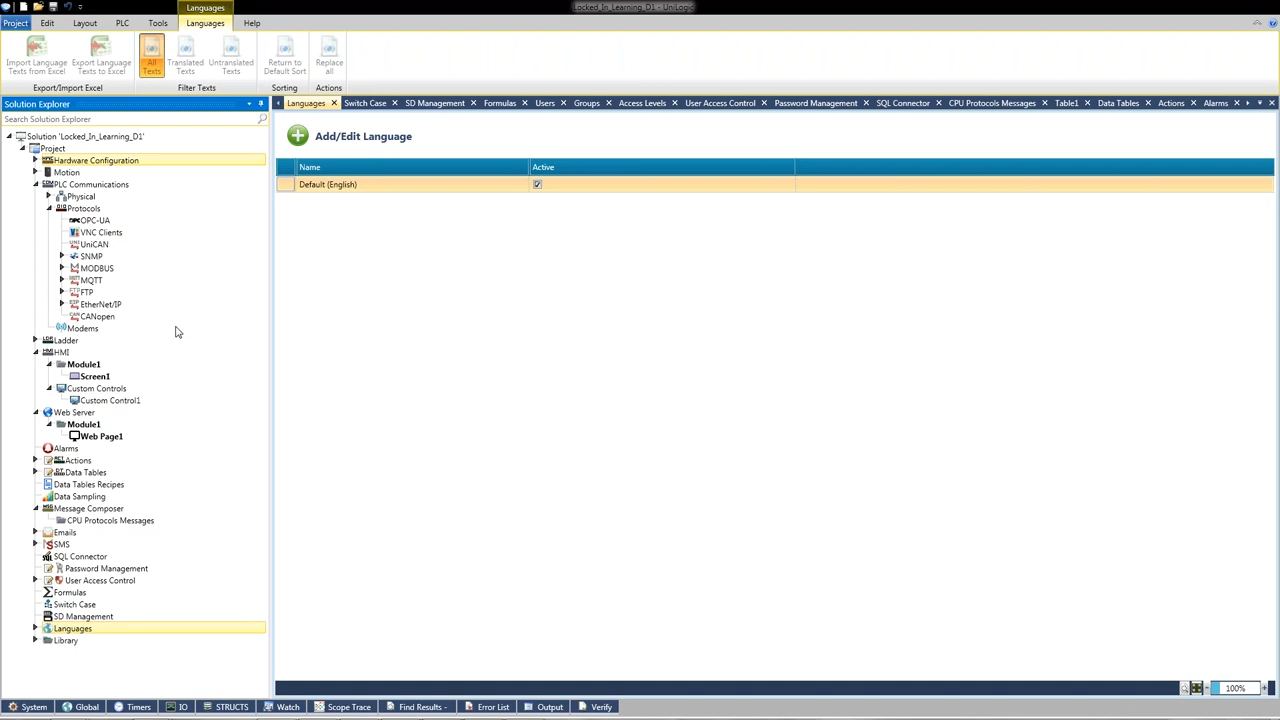 Languages
Locked_In_Learning_D1 - UniLogic
Project Edit Layout PLC Tools Languages Help
Import Language Texts from Excel
Export Language Texts to Excel
All Texts
Translated Texts
Untranslated Texts
Return to Default Sort
Replace all
Export/Import Excel Filter Texts Sorting Actions
Solution Explorer
Search Solution Explorer
Solution 'Locked_In_Learning_D1'
Project
Hardware Configuration
Motion
PLC Communications
Physical
Protocols
OPC-UA
VNC Clients
UniCAN
SNMP
MODBUS
MQTT
FTP
EtherNet/IP
CANopen
Modems
Ladder
HMI
Module1
Screen1
Custom Controls
Custom Control1
Web Server
Module1
Web Page1
Alarms
Actions
Data Tables
Data Tables Recipes
Data Sampling
Message Composer
CPU Protocols Messages
Emails
SMS
SQL Connector
Password Management
User Access Control
Formulas
Switch Case
SD Management
Languages
Library
Languages Switch Case SD Management Formulas Users Groups Access Levels User Access Control Password Management SQL Connector CPU Protocols Messages Table1 Data Tables Actions Alarms
Add/Edit Language
Name Active
Default (English)
100%
System Global Timers IO STRUCTS Watch Scope Trace Find Results - Error List Output Verify